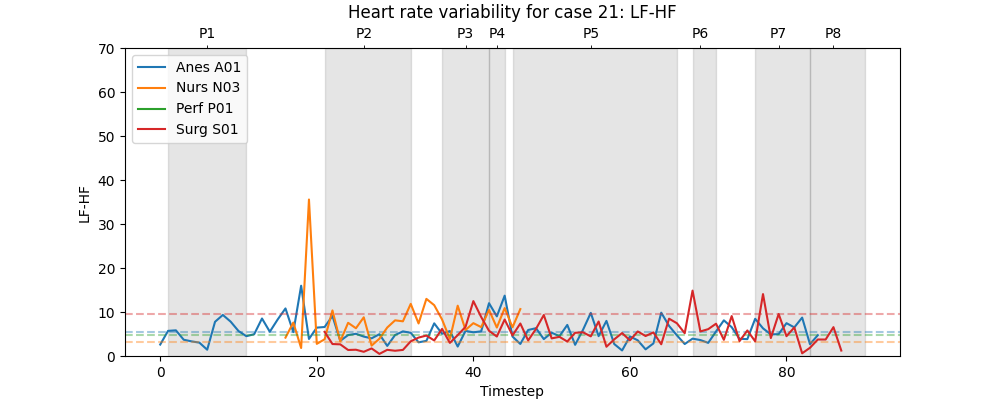 Heart rate variability for case 21: LF-HF
P1 P2 P3 P4 P5 P6 P7 P8
Anes A01
Nurs N03
Perf P01
Surg S01
70
60
50
40
30
20
10
0
LF-HF
0 20 40 60 80
Timestep